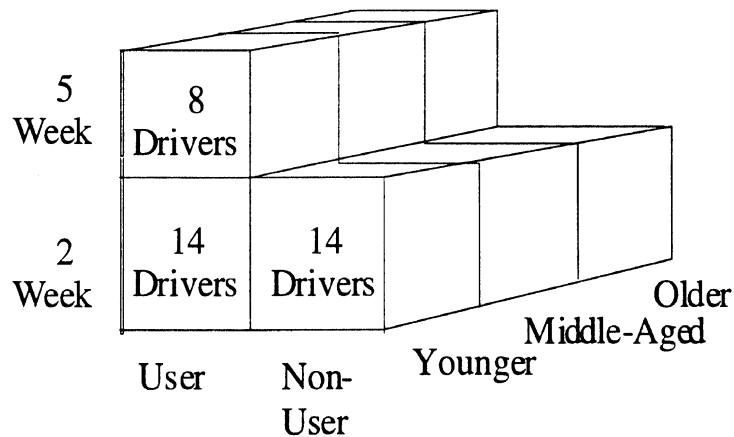 5
Week
8
Drivers
2
Week
14
Drivers
14
Drivers
Older
Middle-Aged
Younger
User
Non-
User